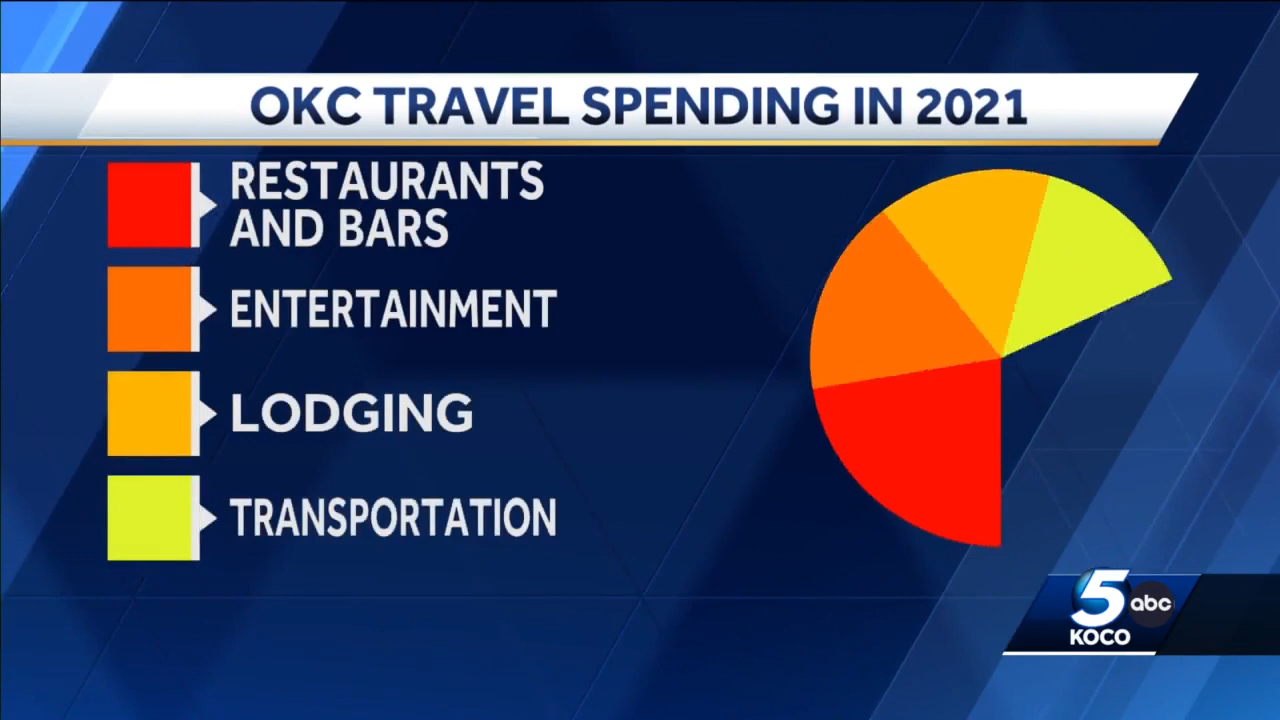 OKC TRAVEL SPENDING IN 2021
RESTAURANTS
AND BARS
ENTERTAINMENT
LODGING
TRANSPORTATION
5
abc
KOCO